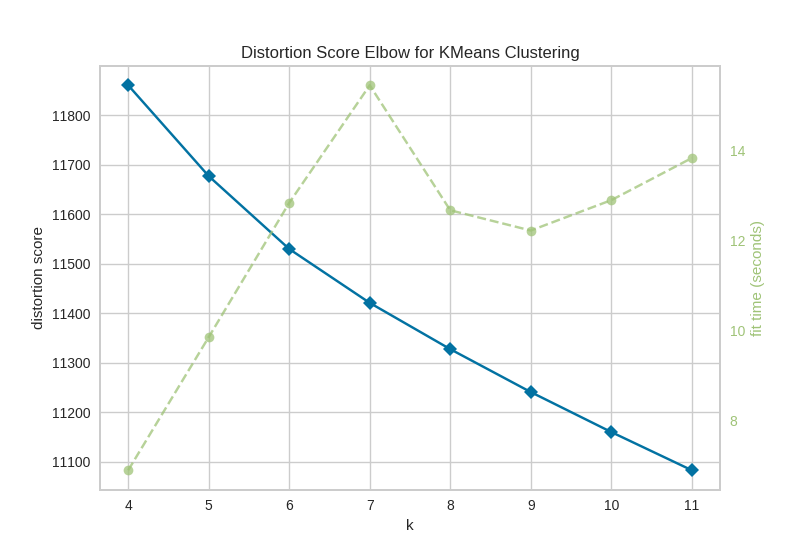 Distortion Score Elbow for KMeans Clustering
distortion score
11800
11700
11600
11500
11400
11300
11200
11100
14
12
10
8
fit time (seconds)
4 5 6 7 8 9 10 11
k